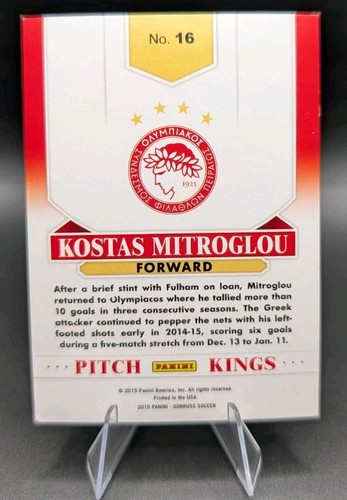 No. 16
ΟΛΥΜΠΙΑΚΟΣ
ΣΥΝΔΕΣΜΟΣ ΦΙΛΑΘΛΩΝ ΠΕΙΡΑΙΩΣ
1925
KOSTAS MITROGLOU
FORWARD
After a brief stint with Fulham on loan, Mitroglou
returned to Olympiacos where he tallied more than
10 goals in three consecutive seasons. The Greek
attacker continued to pepper the nets with his left-
footed shots early in 2014-15, scoring six goals
during a five-match stretch from Dec. 13 to Jan. 11.
PITCH PANINI KINGS
© 2015 Panini America, Inc. All rights reserved.
Printed in the USA.
2015 PANINI - DONRUSS SOCCER